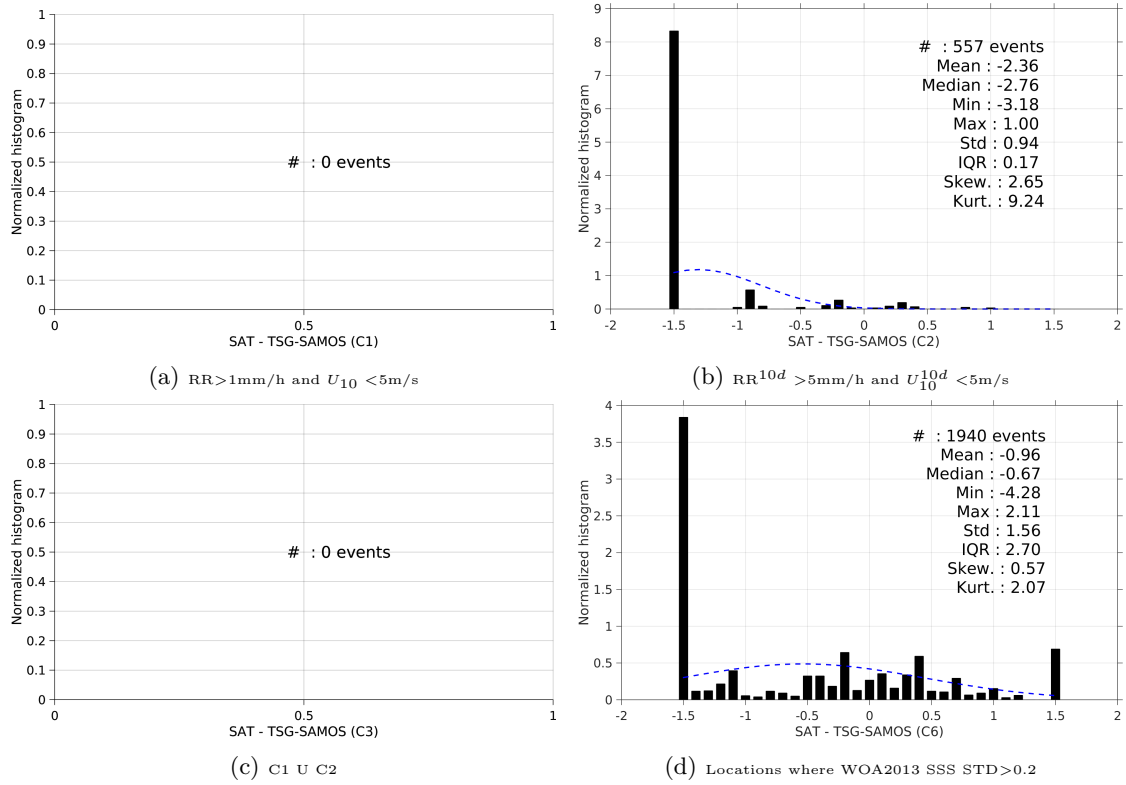 1
0.9
0.8
0.7
0.6
0.5
0.4
0.3
0.2
0.1
0
0 0.5 1
Normalized histogram
# : 0 events
SAT - TSG-SAMOS (C1)
(a) RR>1mm/h and U10 <5m/s
9
8
7
6
5
4
3
2
1
0
-2 -1.5 -1 -0.5 0 0.5 1 1.5 2
Normalized histogram
# : 557 events
Mean : -2.36
Median : -2.76
Min : -3.18
Max : 1.00
Std : 0.94
IQR : 0.17
Skew. : 2.65
Kurt. : 9.24
SAT - TSG-SAMOS (C2)
(b) RR10d >5mm/h and U10d10 <5m/s
1
0.9
0.8
0.7
0.6
0.5
0.4
0.3
0.2
0.1
0
0 0.5 1
Normalized histogram
# : 0 events
SAT - TSG-SAMOS (C3)
(c) C1 U C2
4
3.5
3
2.5
2
1.5
1
0.5
0
-2 -1.5 -1 -0.5 0 0.5 1 1.5 2
Normalized histogram
# : 1940 events
Mean : -0.96
Median : -0.67
Min : -4.28
Max : 2.11
Std : 1.56
IQR : 2.70
Skew. : 0.57
Kurt. : 2.07
SAT - TSG-SAMOS (C6)
(d) Locations where WOA2013 SSS STD>0.2